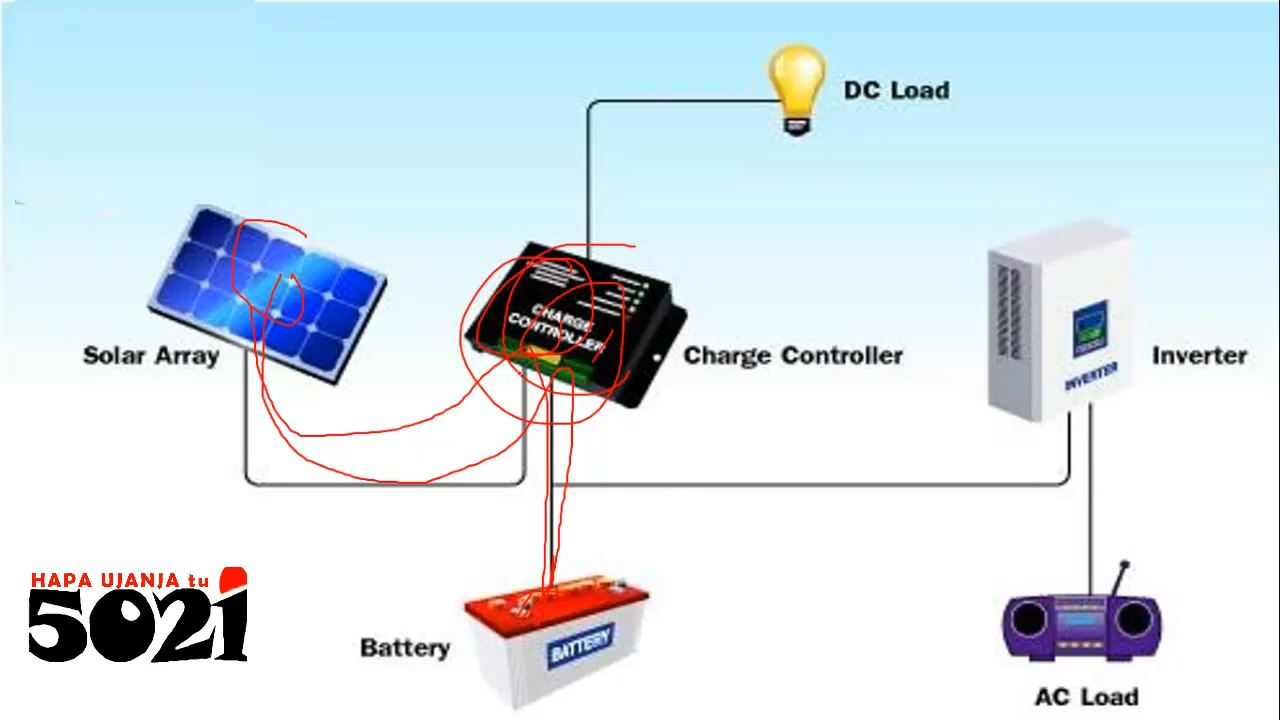 DC Load
CHARGE
CONTROLLER
Solar Array
Charge Controller
INVERTER
Inverter
HAPA UJANJA tu
5021
Battery
BATTERY
AC Load